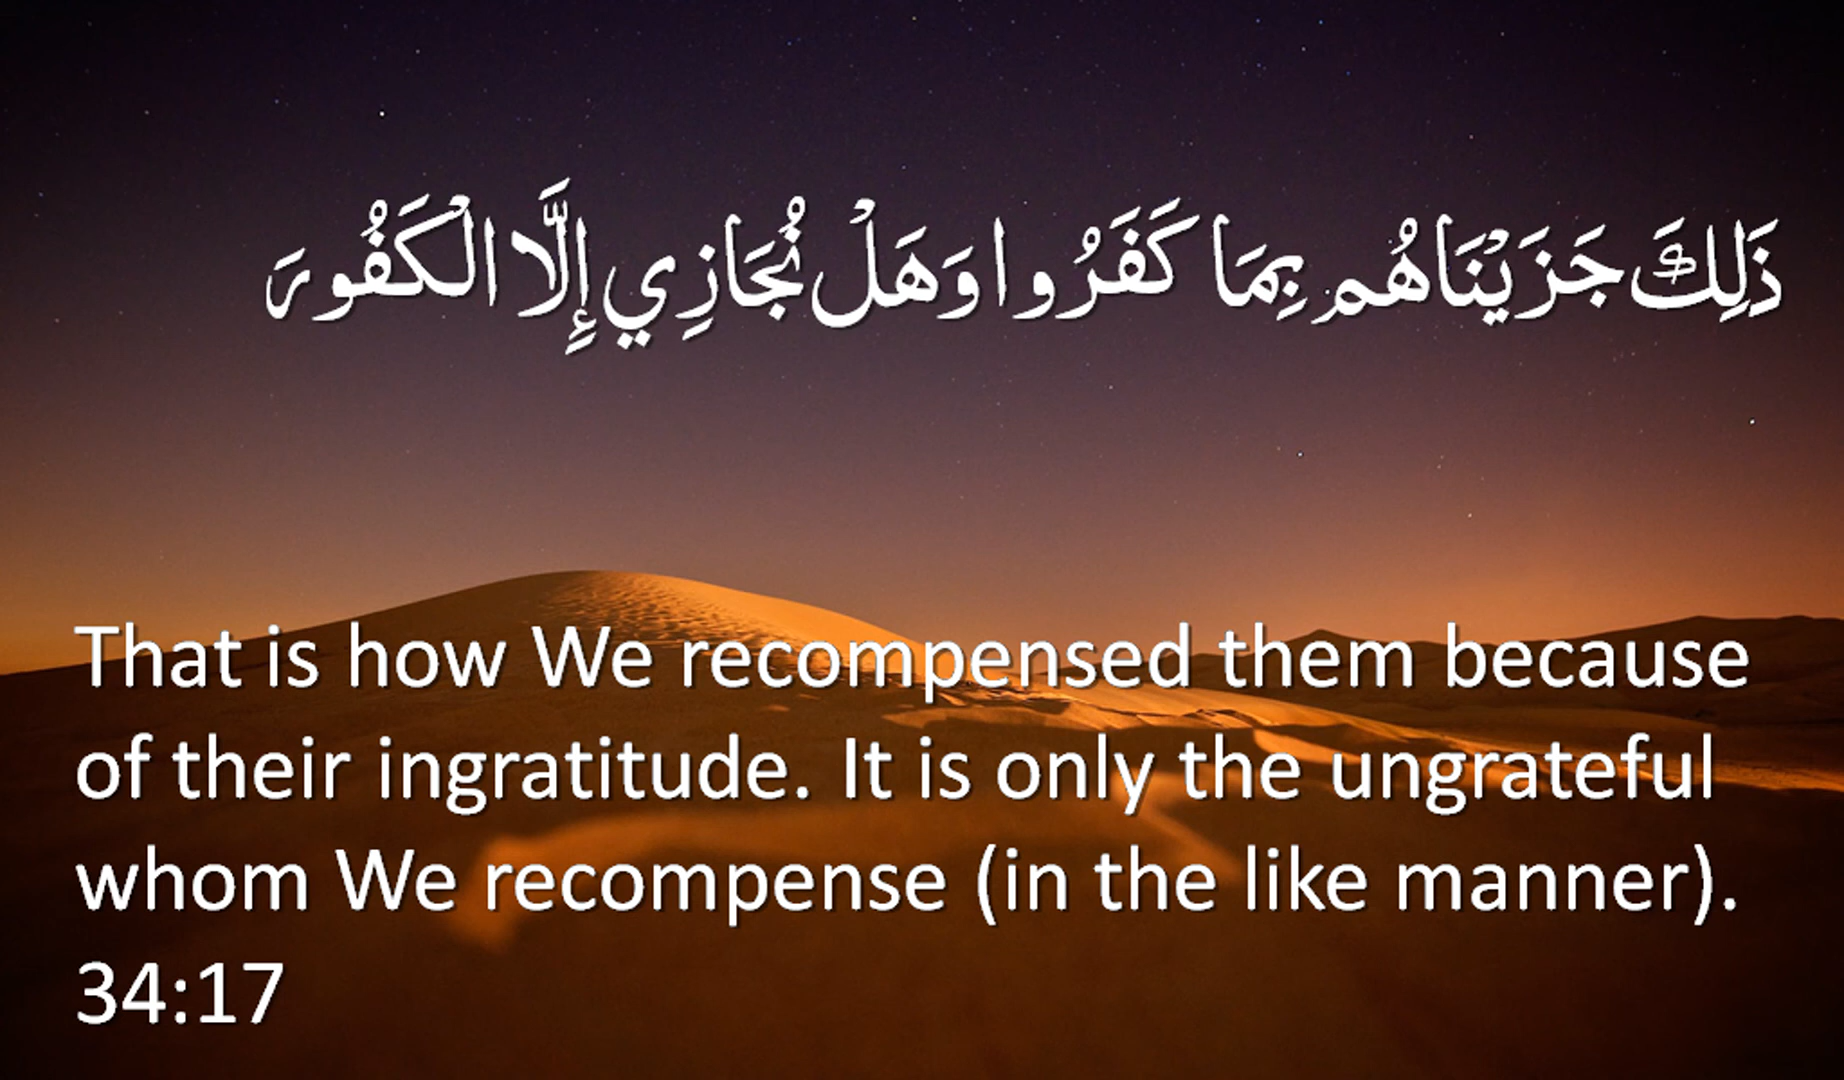 ذَلِكَ جَزَيْنَاهُم بِمَا كَفَرُوا وَهَلْ نُجَازِي إِلَّا الْكَفُورَ
That is how We recompensed them because
of their ingratitude. It is only the ungrateful
whom We recompense (in the like manner).
34:17